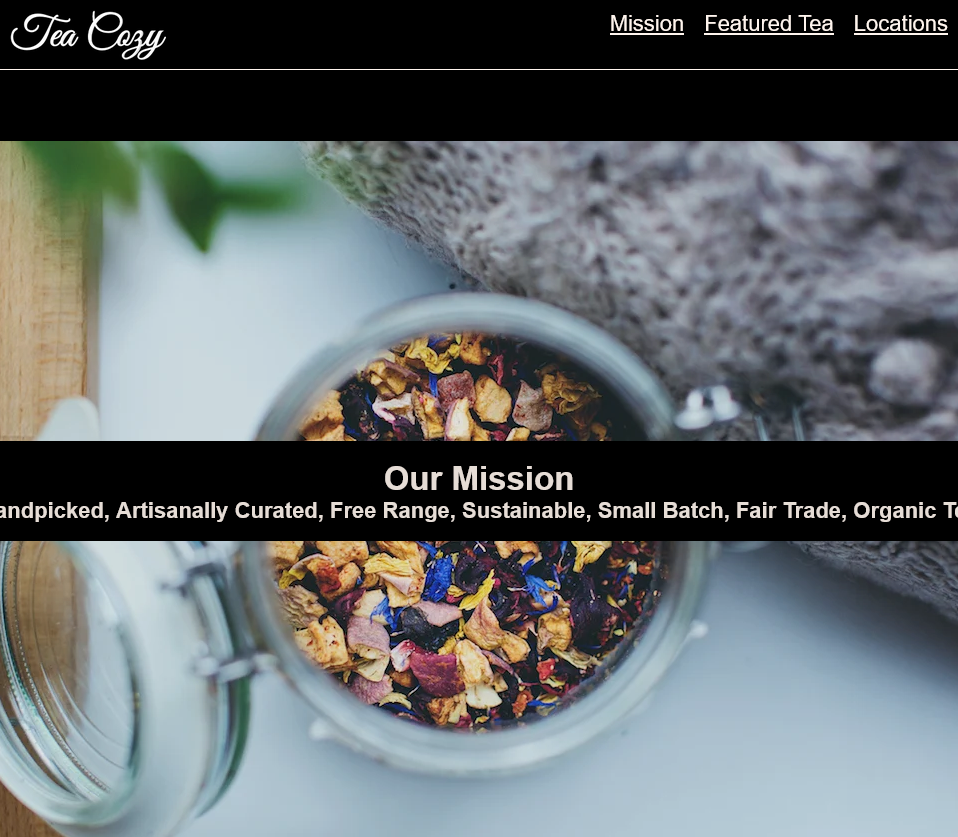 Tea Cozy
Mission Featured Tea Locations
Our Mission
andpicked, Artisanally Curated, Free Range, Sustainable, Small Batch, Fair Trade, Organic Te